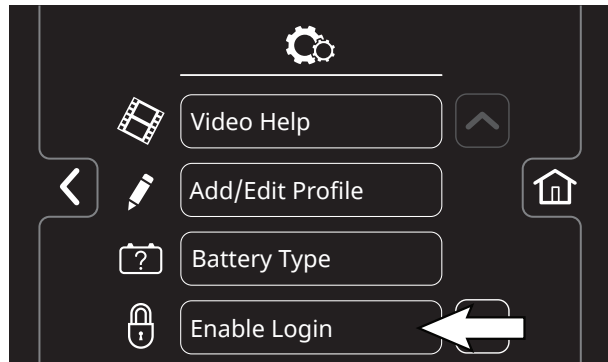 Video Help
Add/Edit Profile
?
Battery Type
Enable Login